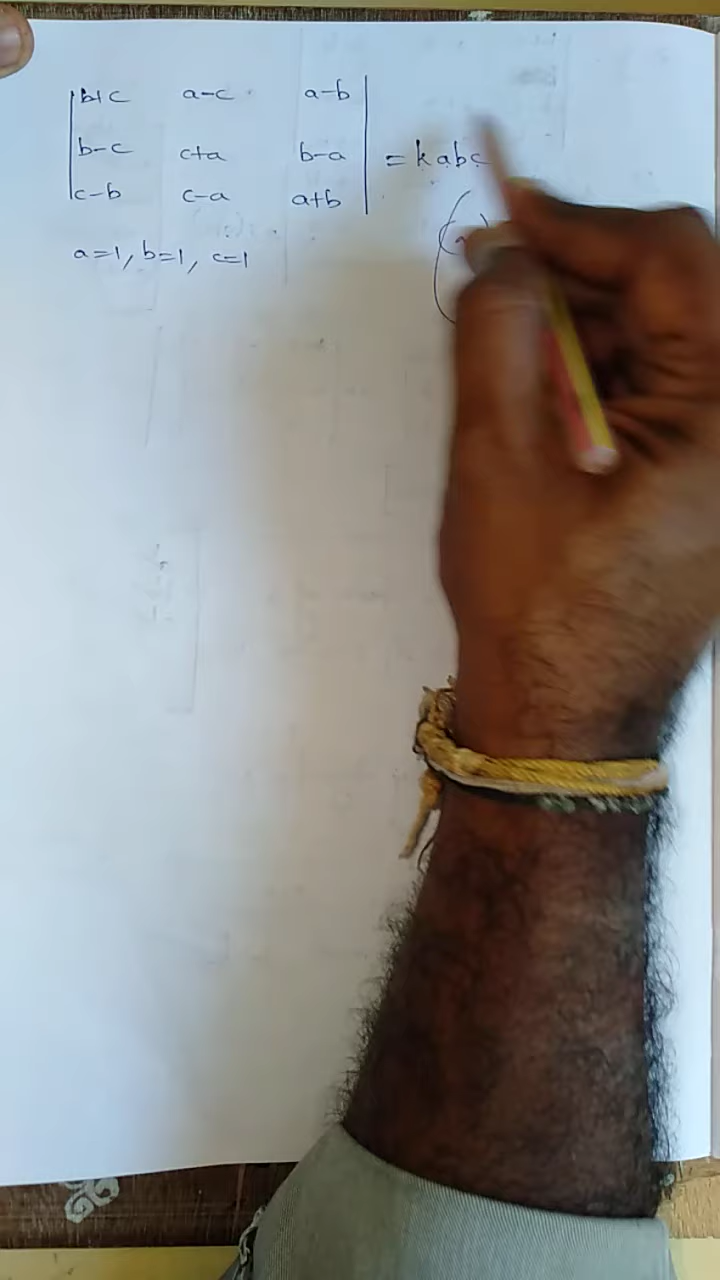 b+c a-c a-b
b-c c+a b-a = kabc
c-b c-a a+b
a=1, b=1, c=1